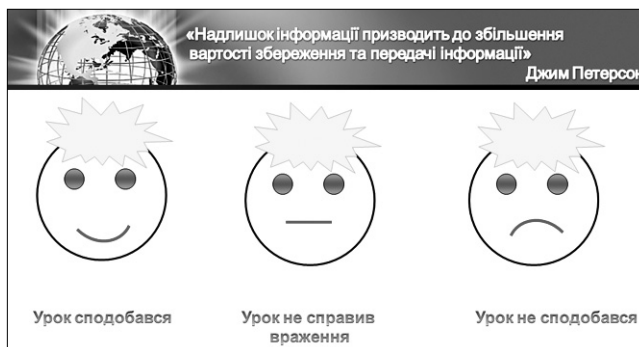 «Надлишок інформації призводить до збільшення
вартості збереження та передачі інформації»
Джим Петерсон
Урок сподобався
Урок не справив
враження
Урок не сподобався